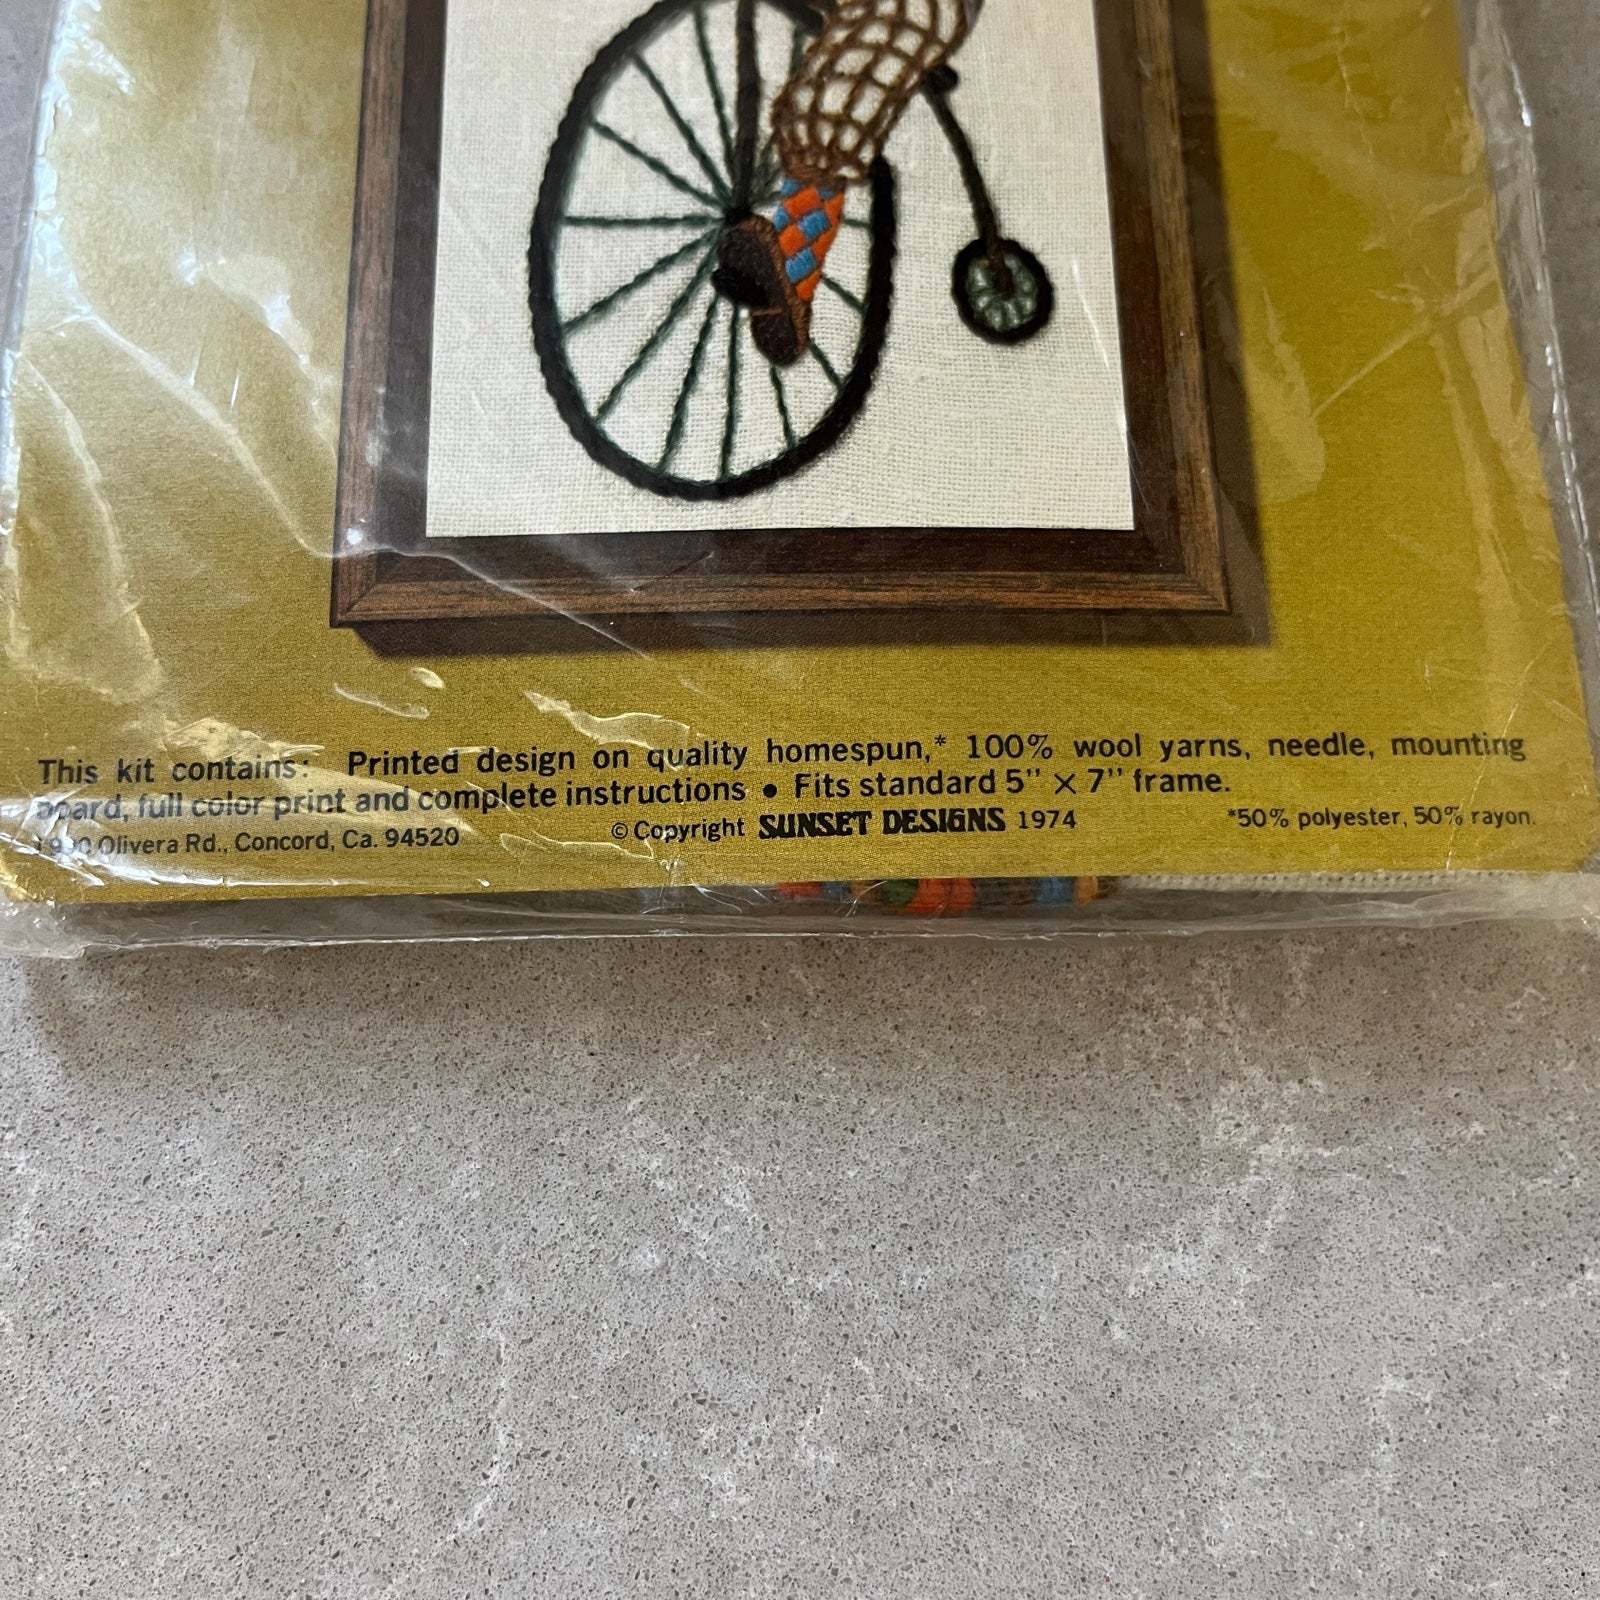 This kit contains: Printed design on quality homespun,* 100% wool yarns, needle, mounting
board, full color print and complete instructions • Fits standard 5" × 7" frame.
Olivera Rd., Concord, Ca. 94520 © Copyright SUNSET DESIGNS 1974 *50% polyester, 50% rayon.